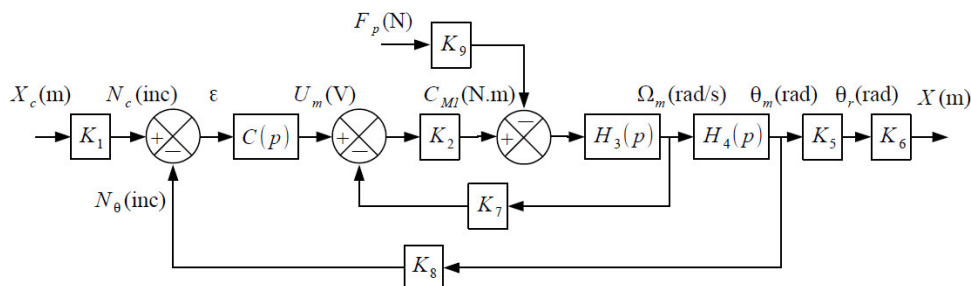 F_p(N)
K_9
X_c(m) N_c(inc) ε U_m(V) C_M1(N.m) Ω_m(rad/s) θ_m(rad) θ_r(rad) X(m)
K_1 + − C(p) + − K_2 + − H_3(p) H_4(p) K_5 K_6
N_θ(inc)
K_7
K_8